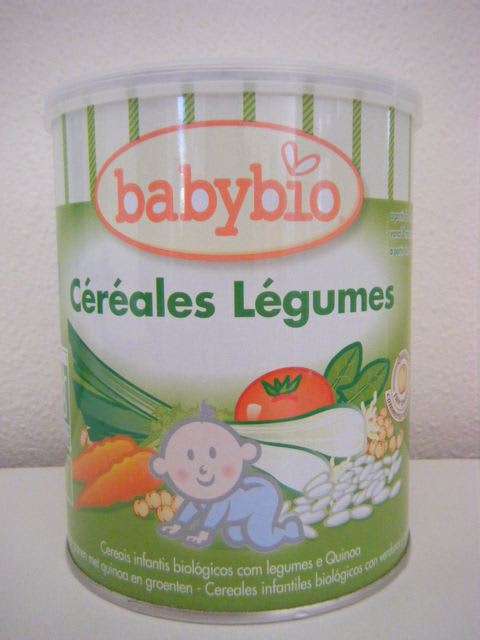 babybio
Céréales Légumes
Cereais infantis biológicos com legumes e Quinoa
met quinoa en groenten - Cereales infantiles biológicos con